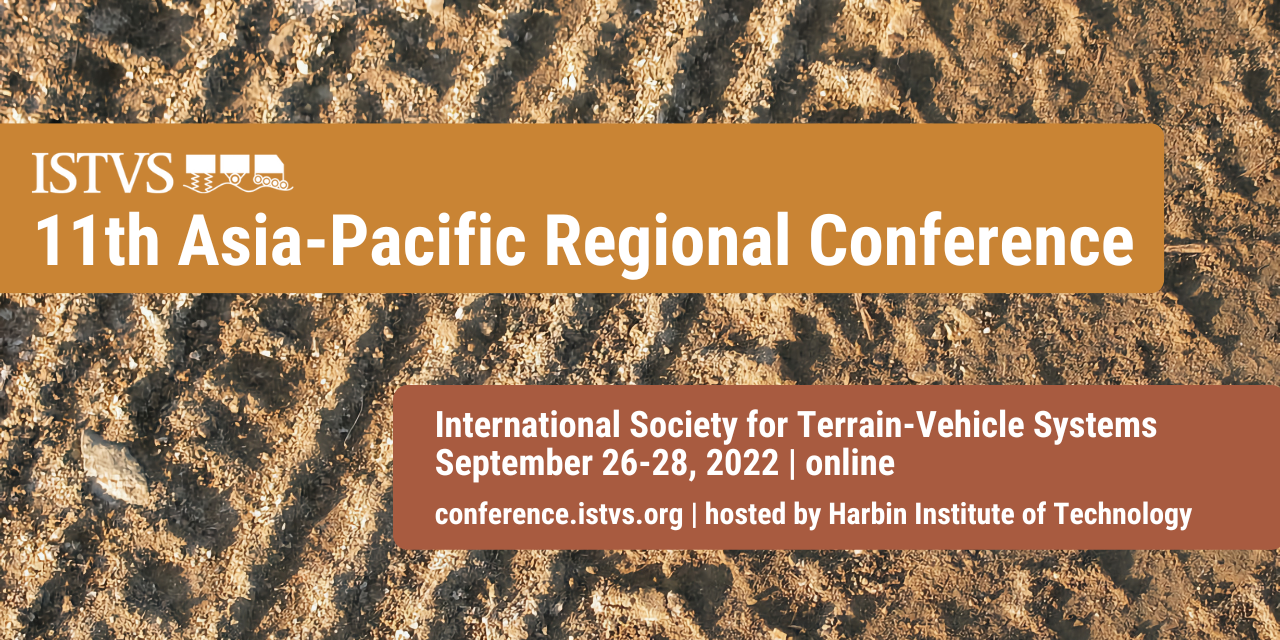 ISTVS
11th Asia-Pacific Regional Conference
International Society for Terrain-Vehicle Systems
September 26-28, 2022 | online
conference.istvs.org | hosted by Harbin Institute of Technology